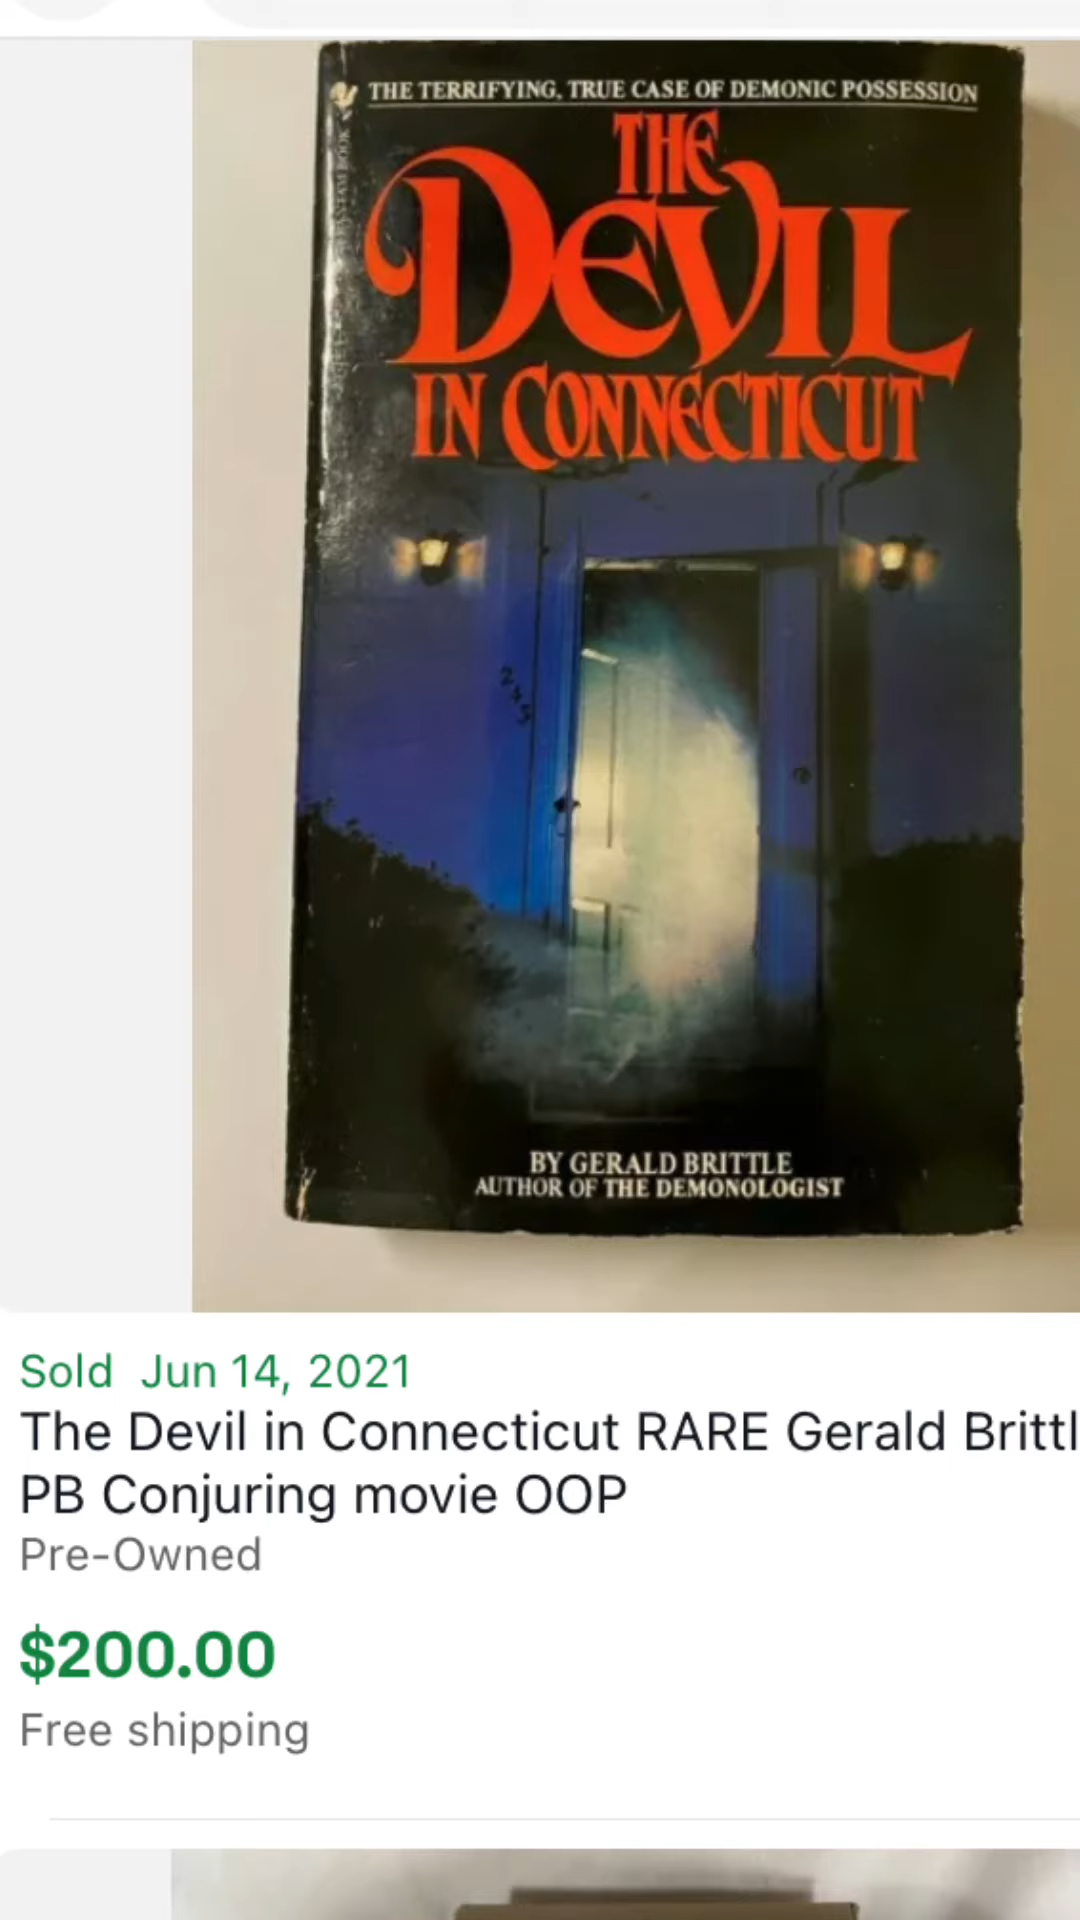 THE TERRIFYING, TRUE CASE OF DEMONIC POSSESSION
THE
DEVIL
IN CONNECTICUT
245
BY GERALD BRITTLE
AUTHOR OF THE DEMONOLOGIST
Sold Jun 14, 2021
The Devil in Connecticut RARE Gerald Brittl
PB Conjuring movie OOP
Pre-Owned
$200.00
Free shipping